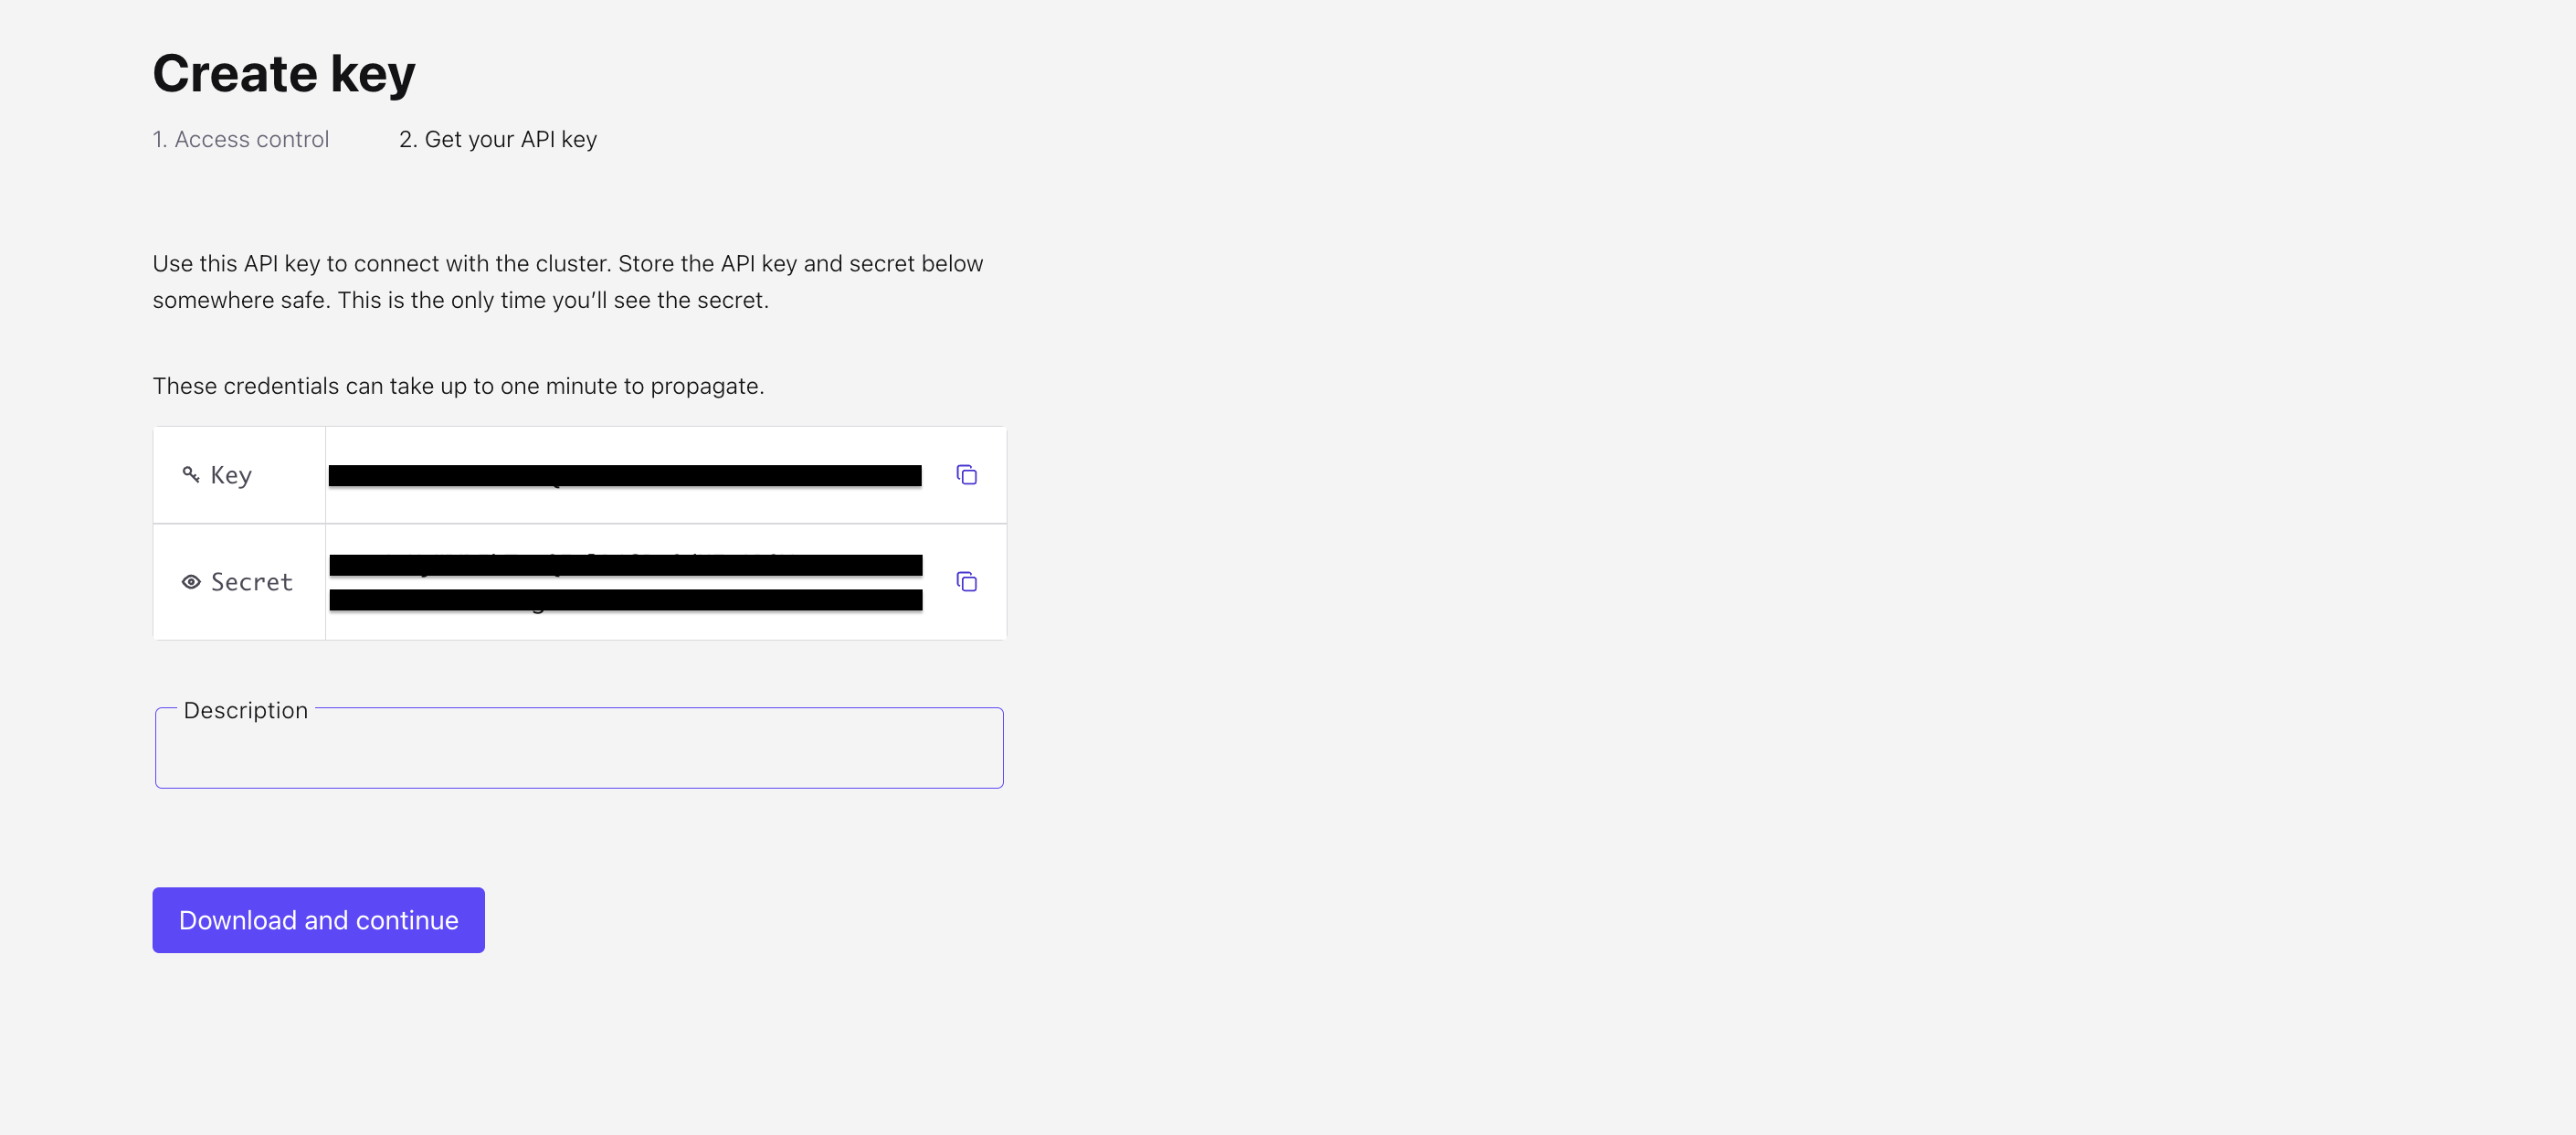 Create key
1. Access control
2. Get your API key
Use this API key to connect with the cluster. Store the API key and secret below
somewhere safe. This is the only time you’ll see the secret.
These credentials can take up to one minute to propagate.
Key
Secret
Description
Download and continue